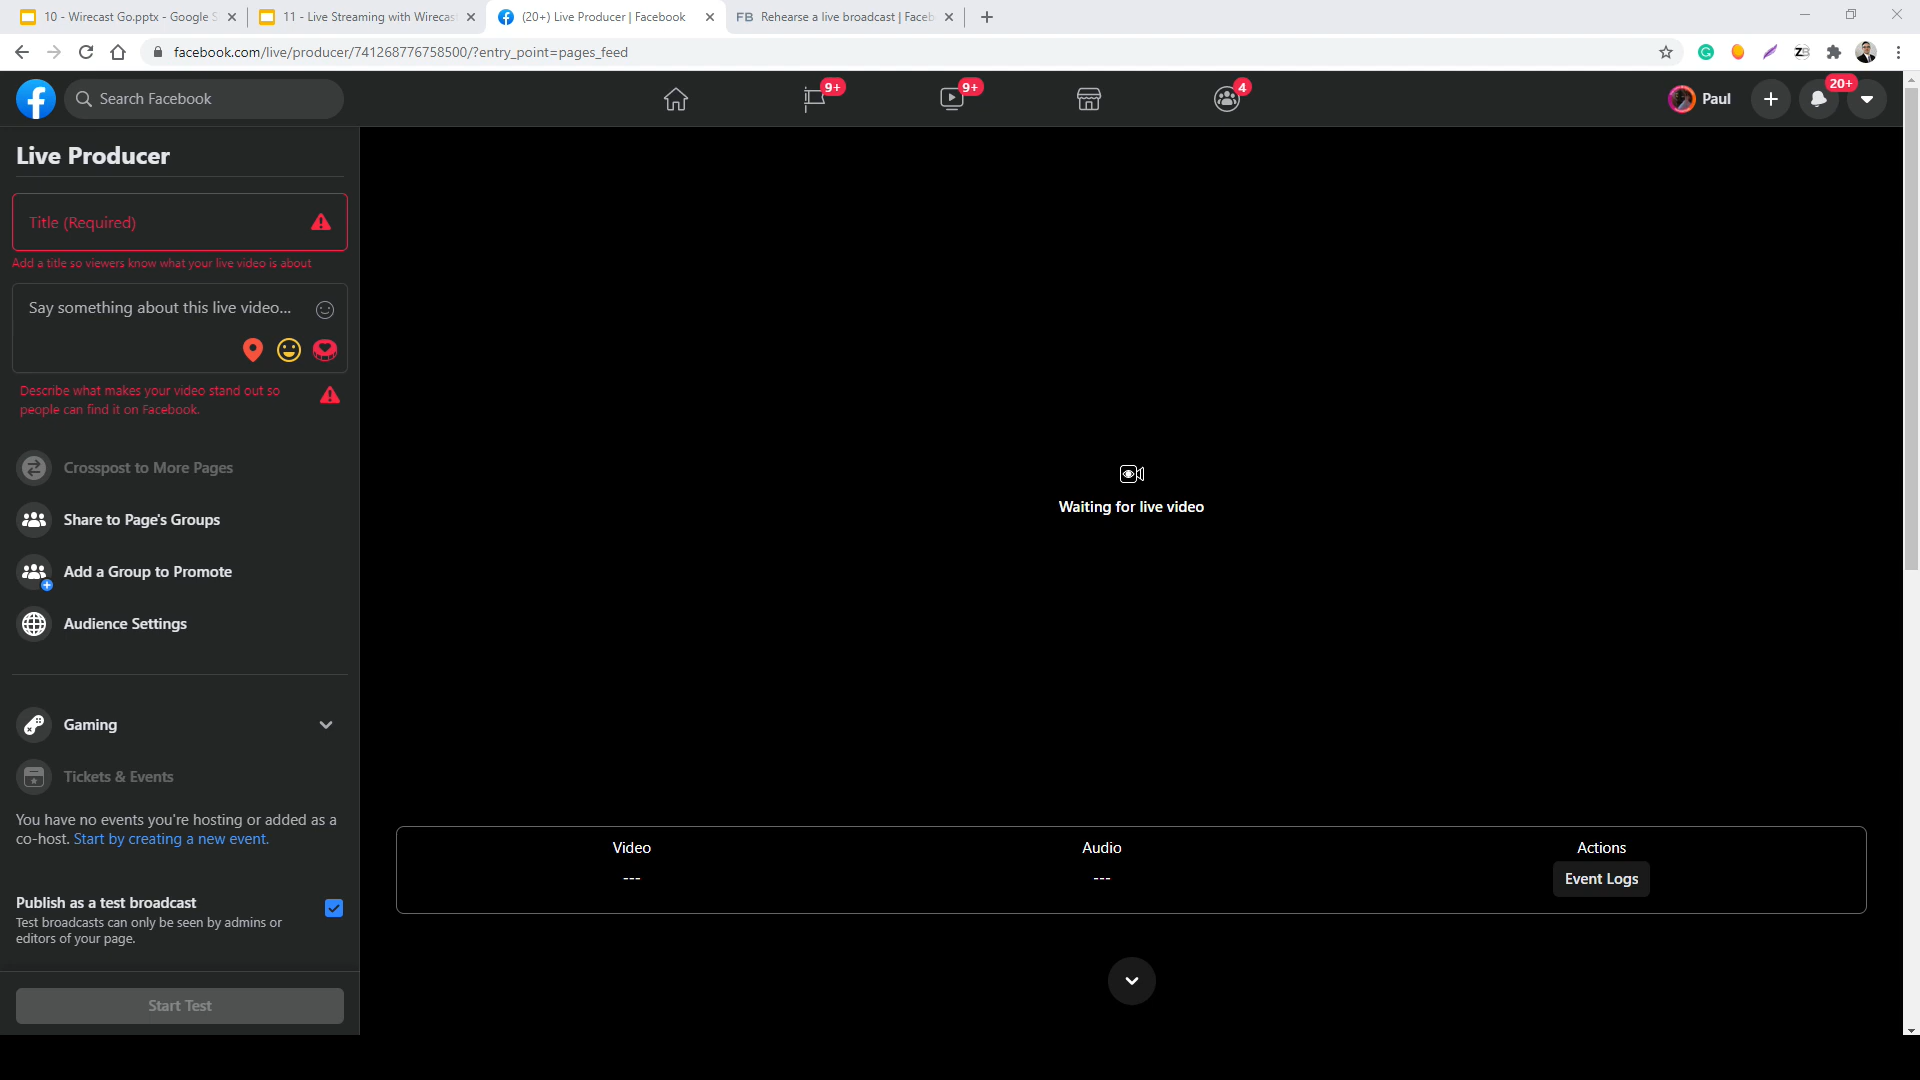 10 - Wirecast Go.pptx - Google S
11 - Live Streaming with Wirecas
(20+) Live Producer | Facebook
FB Rehearse a live broadcast | Faceb
facebook.com/live/producer/741268776758500/?entry_point=pages_feed
Search Facebook
9+
9+
4
Paul
20+
Live Producer
Title (Required)
Add a title so viewers know what your live video is about
Say something about this live video...
Describe what makes your video stand out so
people can find it on Facebook.
Crosspost to More Pages
Share to Page's Groups
Add a Group to Promote
Audience Settings
Gaming
Tickets & Events
You have no events you're hosting or added as a
co-host. Start by creating a new event.
Publish as a test broadcast
Test broadcasts can only be seen by admins or
editors of your page.
Start Test
Waiting for live video
Video
---
Audio
---
Actions
Event Logs